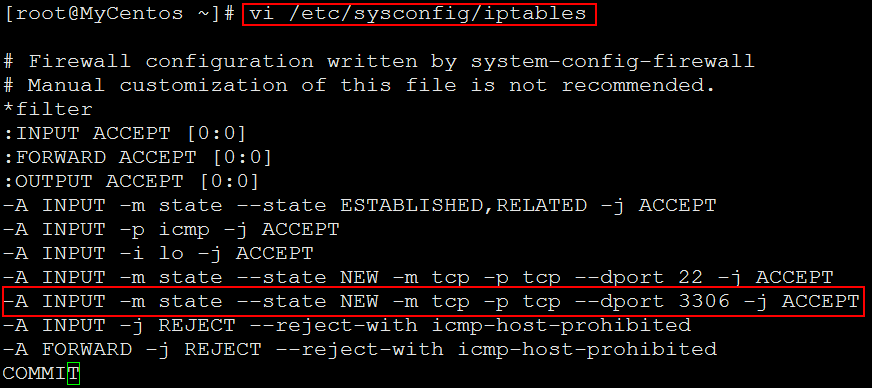 [root@MyCentos ~]# vi /etc/sysconfig/iptables
# Firewall configuration written by system-config-firewall
# Manual customization of this file is not recommended.
*filter
:INPUT ACCEPT [0:0]
:FORWARD ACCEPT [0:0]
:OUTPUT ACCEPT [0:0]
-A INPUT -m state --state ESTABLISHED,RELATED -j ACCEPT
-A INPUT -p icmp -j ACCEPT
-A INPUT -i lo -j ACCEPT
-A INPUT -m state --state NEW -m tcp -p tcp --dport 22 -j ACCEPT
-A INPUT -m state --state NEW -m tcp -p tcp --dport 3306 -j ACCEPT
-A INPUT -j REJECT --reject-with icmp-host-prohibited
-A FORWARD -j REJECT --reject-with icmp-host-prohibited
COMMIT